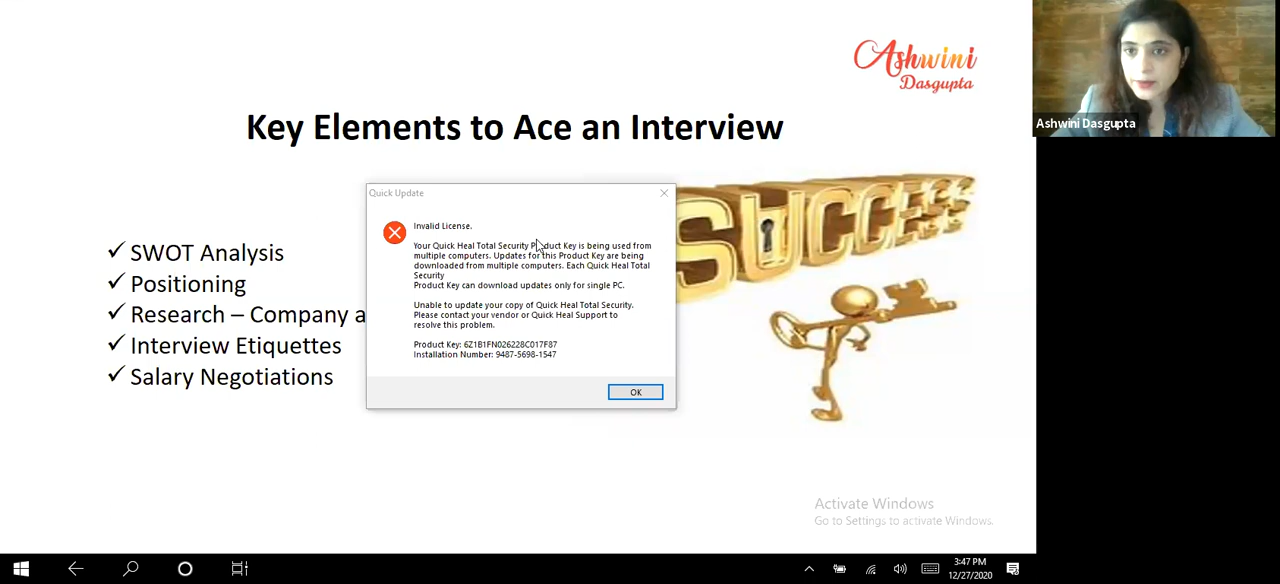 Ashwini
Dasgupta
Ashwini Dasgupta
Key Elements to Ace an Interview
SUCCESS
✓ SWOT Analysis
✓ Positioning
✓ Research – Company a
✓ Interview Etiquettes
✓ Salary Negotiations
Quick Update
Invalid License.
Your Quick Heal Total Security Product Key is being used from
multiple computers. Updates for this Product Key are being
downloaded from multiple computers. Each Quick Heal Total
Security
Product Key can download updates only for single PC.
Unable to update your copy of Quick Heal Total Security.
Please contact your vendor or Quick Heal Support to
resolve this problem.
Product Key: 6Z1B1FN026228C017F87
Installation Number: 9487-5698-1547
OK
Activate Windows
Go to Settings to activate Windows.
3:47 PM
12/27/2020